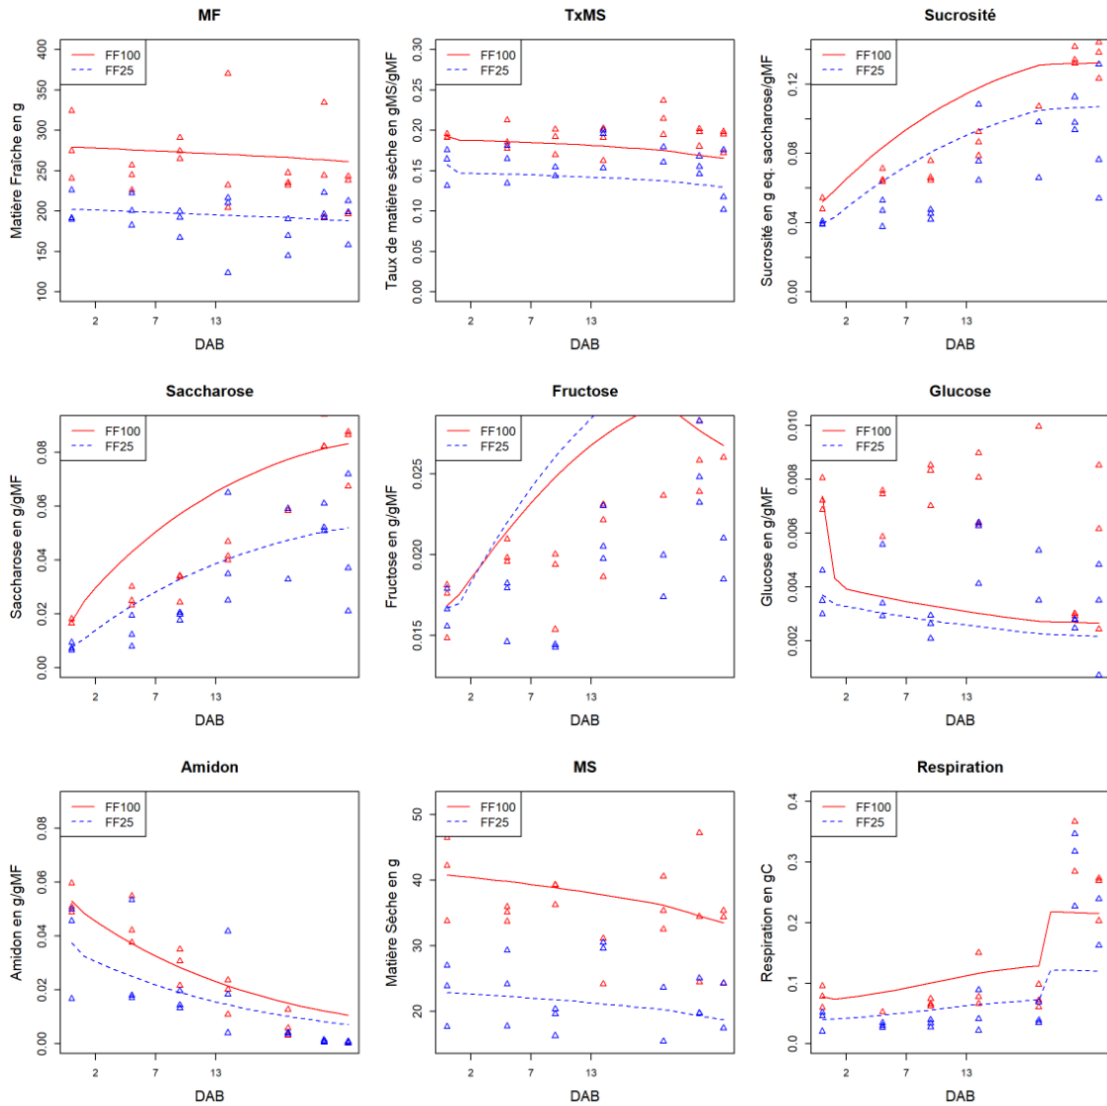 MF
Matière Fraîche en g
400
350
300
250
200
150
100
FF100
FF25
2 7 13
DAB
TxMS
Taux de matière sèche en gMS/gMF
0.30
0.25
0.20
0.15
0.10
0.05
0.00
FF100
FF25
2 7 13
DAB
Sucrosité
Sucrosité en g eq. saccharose/gMF
0.12
0.08
0.04
0.00
FF100
FF25
2 7 13
DAB
Saccharose
Saccharose en g/gMF
0.08
0.06
0.04
0.02
0.00
FF100
FF25
2 7 13
DAB
Fructose
Fructose en g/gMF
0.025
0.020
0.015
FF100
FF25
2 7 13
DAB
Glucose
Glucose en g/gMF
0.010
0.008
0.006
0.004
0.002
FF100
FF25
2 7 13
DAB
Amidon
Amidon en g/gMF
0.08
0.06
0.04
0.02
0.00
FF100
FF25
2 7 13
DAB
MS
Matière Sèche en g
50
40
30
20
FF100
FF25
2 7 13
DAB
Respiration
Respiration en gC
0.4
0.3
0.2
0.1
0.0
FF100
FF25
2 7 13
DAB